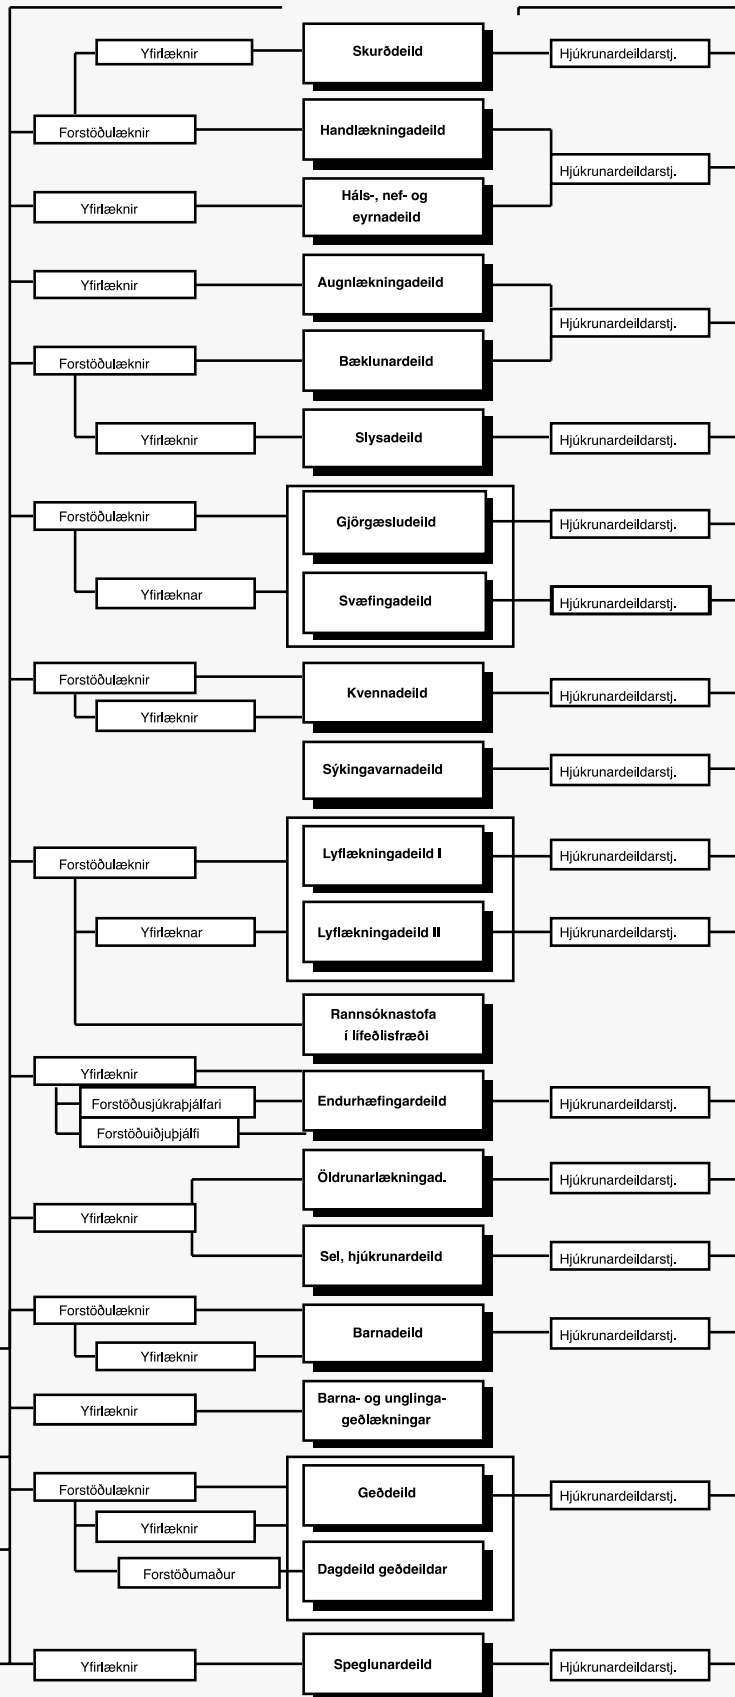 Yfirlæknir
Skurðdeild
Hjúkrunardeildarstj.
Forstöðulæknir
Handlækningadeild
Hjúkrunardeildarstj.
Yfirlæknir
Háls-, nef- og
eyrnadeild
Yfirlæknir
Augnlækningadeild
Hjúkrunardeildarstj.
Forstöðulæknir
Bæklunardeild
Yfirlæknir
Slysadeild
Hjúkrunardeildarstj.
Forstöðulæknir
Gjörgæsludeild
Hjúkrunardeildarstj.
Yfirlæknar
Svæfingadeild
Hjúkrunardeildarstj.
Forstöðulæknir
Kvennadeild
Hjúkrunardeildarstj.
Yfirlæknir
Sýkingavarnadeild
Hjúkrunardeildarstj.
Forstöðulæknir
Lyflækningadeild I
Hjúkrunardeildarstj.
Yfirlæknar
Lyflækningadeild II
Hjúkrunardeildarstj.
Rannsóknastofa
í lífeðlisfræði
Yfirlæknir
Forstöðusjúkraþjálfari
Endurhæfingardeild
Hjúkrunardeildarstj.
Forstöðuiðjuþjálfi
Öldrunarlækningad.
Hjúkrunardeildarstj.
Yfirlæknir
Sel, hjúkrunardeild
Hjúkrunardeildarstj.
Forstöðulæknir
Barnadeild
Hjúkrunardeildarstj.
Yfirlæknir
Yfirlæknir
Barna- og unglinga-
geðlækningar
Forstöðulæknir
Geðdeild
Hjúkrunardeildarstj.
Yfirlæknir
Forstöðumaður
Dagdeild geðdeildar
Yfirlæknir
Speglunardeild
Hjúkrunardeildarstj.